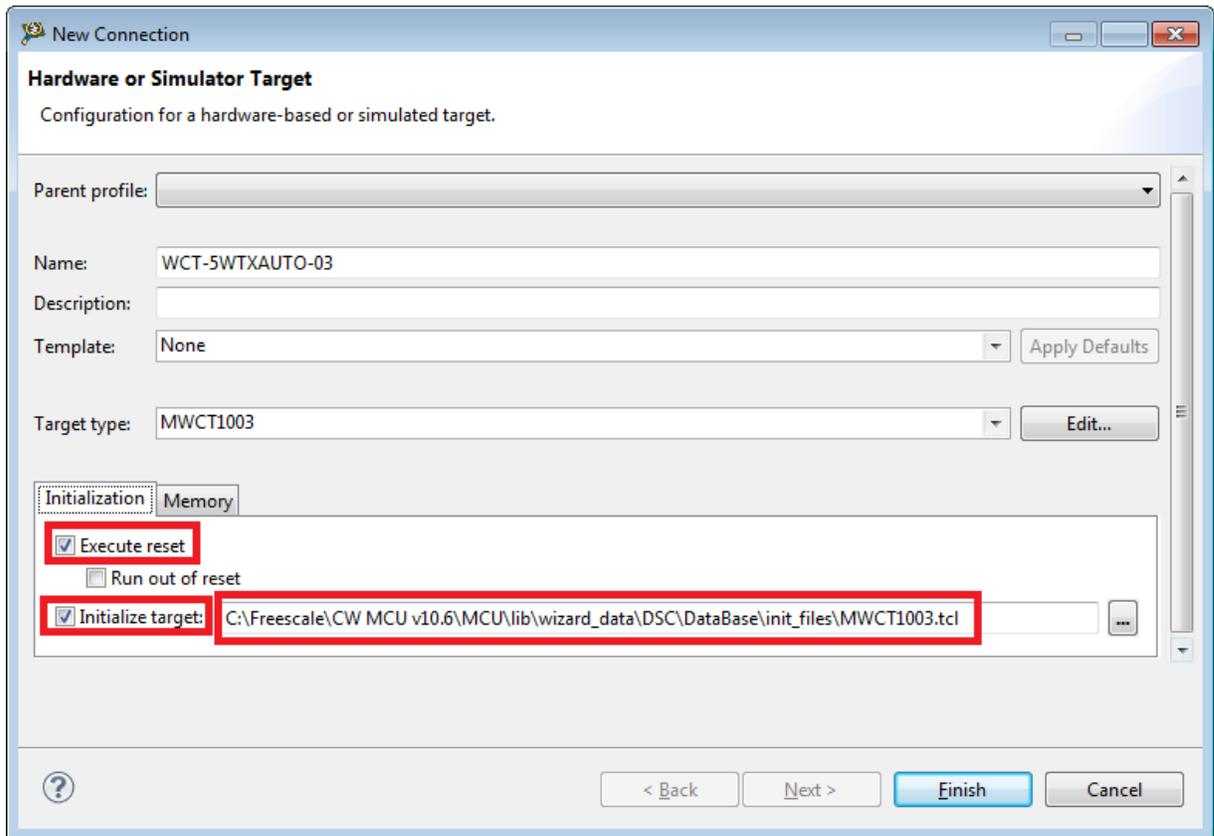 New Connection
Hardware or Simulator Target
Configuration for a hardware-based or simulated target.
Parent profile:
Name: WCT-5WTXAUTO-03
Description:
Template: None Apply Defaults
Target type: MWCT1003 Edit...
Initialization Memory
Execute reset
Run out of reset
Initialize target: C:\Freescale\CW MCU v10.6\MCU\lib\wizard_data\DSC\DataBase\init_files\MWCT1003.tcl ...
? < Back Next > Finish Cancel